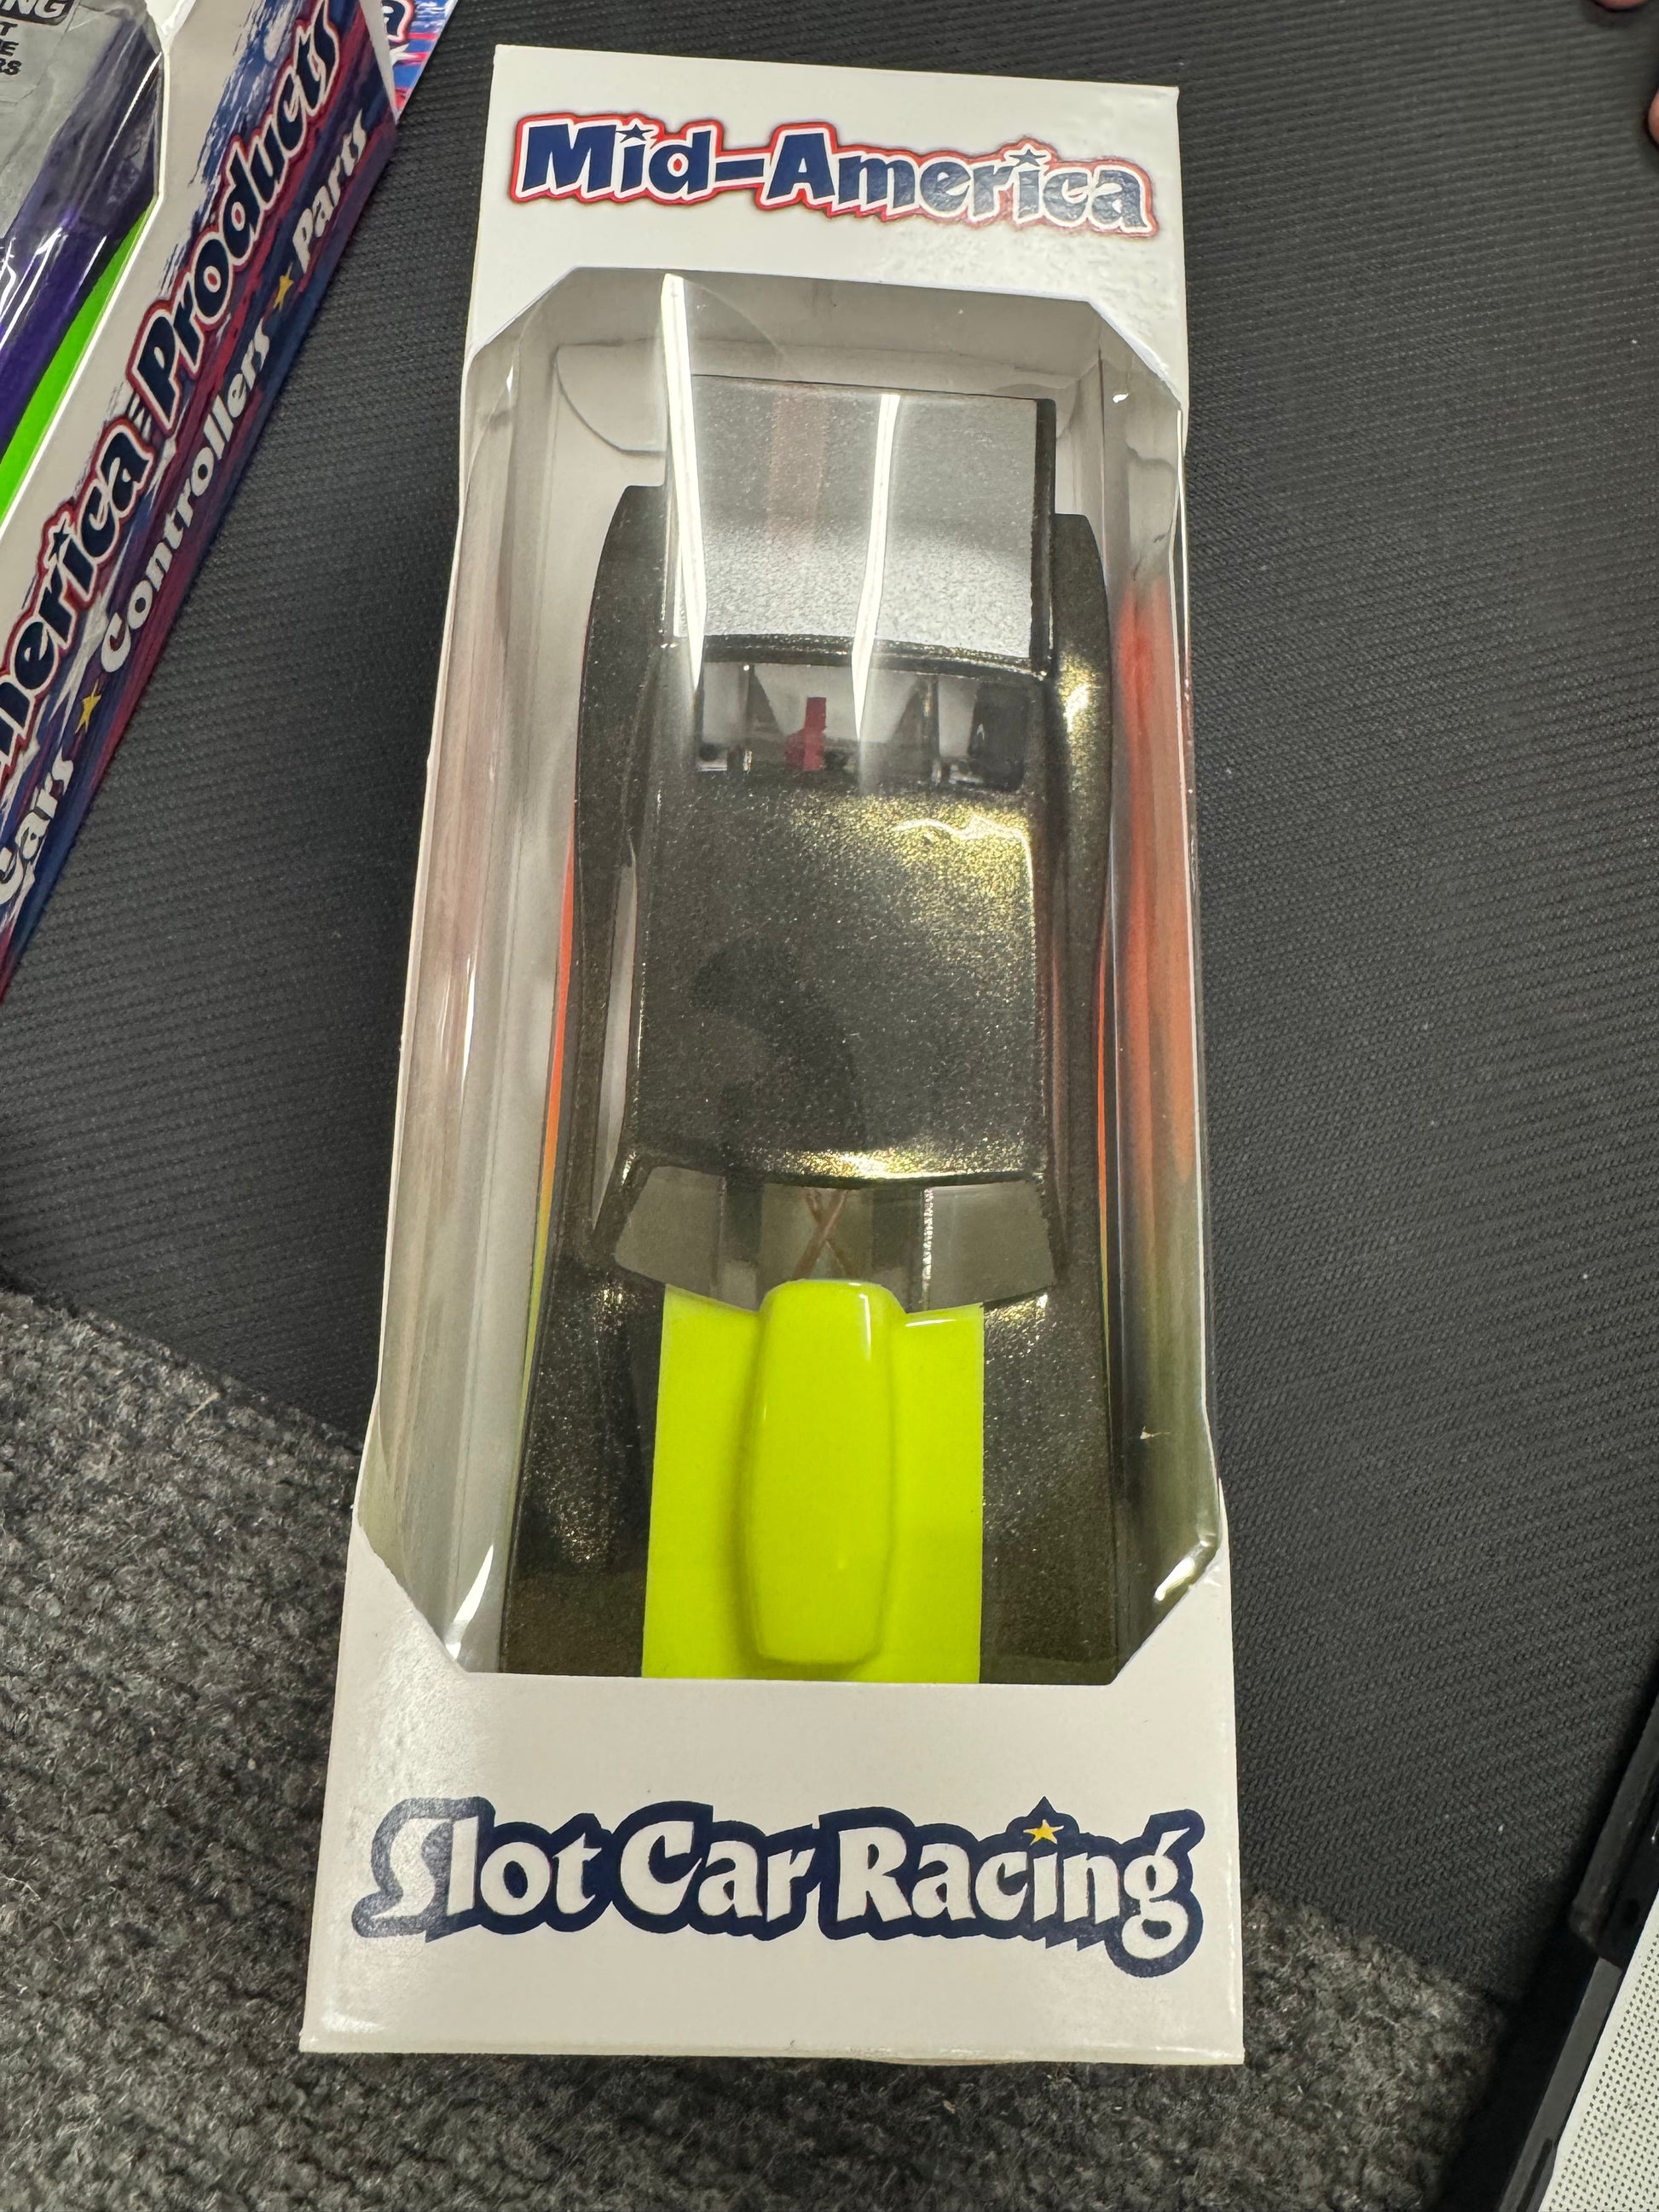 Mid-America
Slot Car Racing
America Products
Cars ★ Controllers ★ Parts